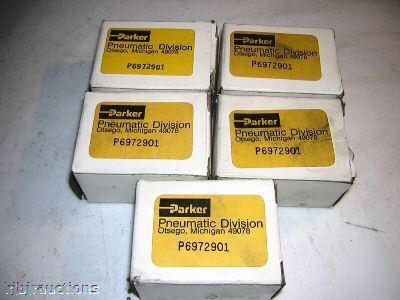 Parker
Pneumatic Division
Otsego, Michigan 49078
P6972901
Parker
Pneumatic Division
Otsego, Michigan 49078
P6972901
Parker
Pneumatic Division
Otsego, Michigan 49078
P6972901
Parker
Pneumatic Division
Otsego, Michigan 49078
P6972901
Parker
Pneumatic Division
Otsego, Michigan 49078
P6972901